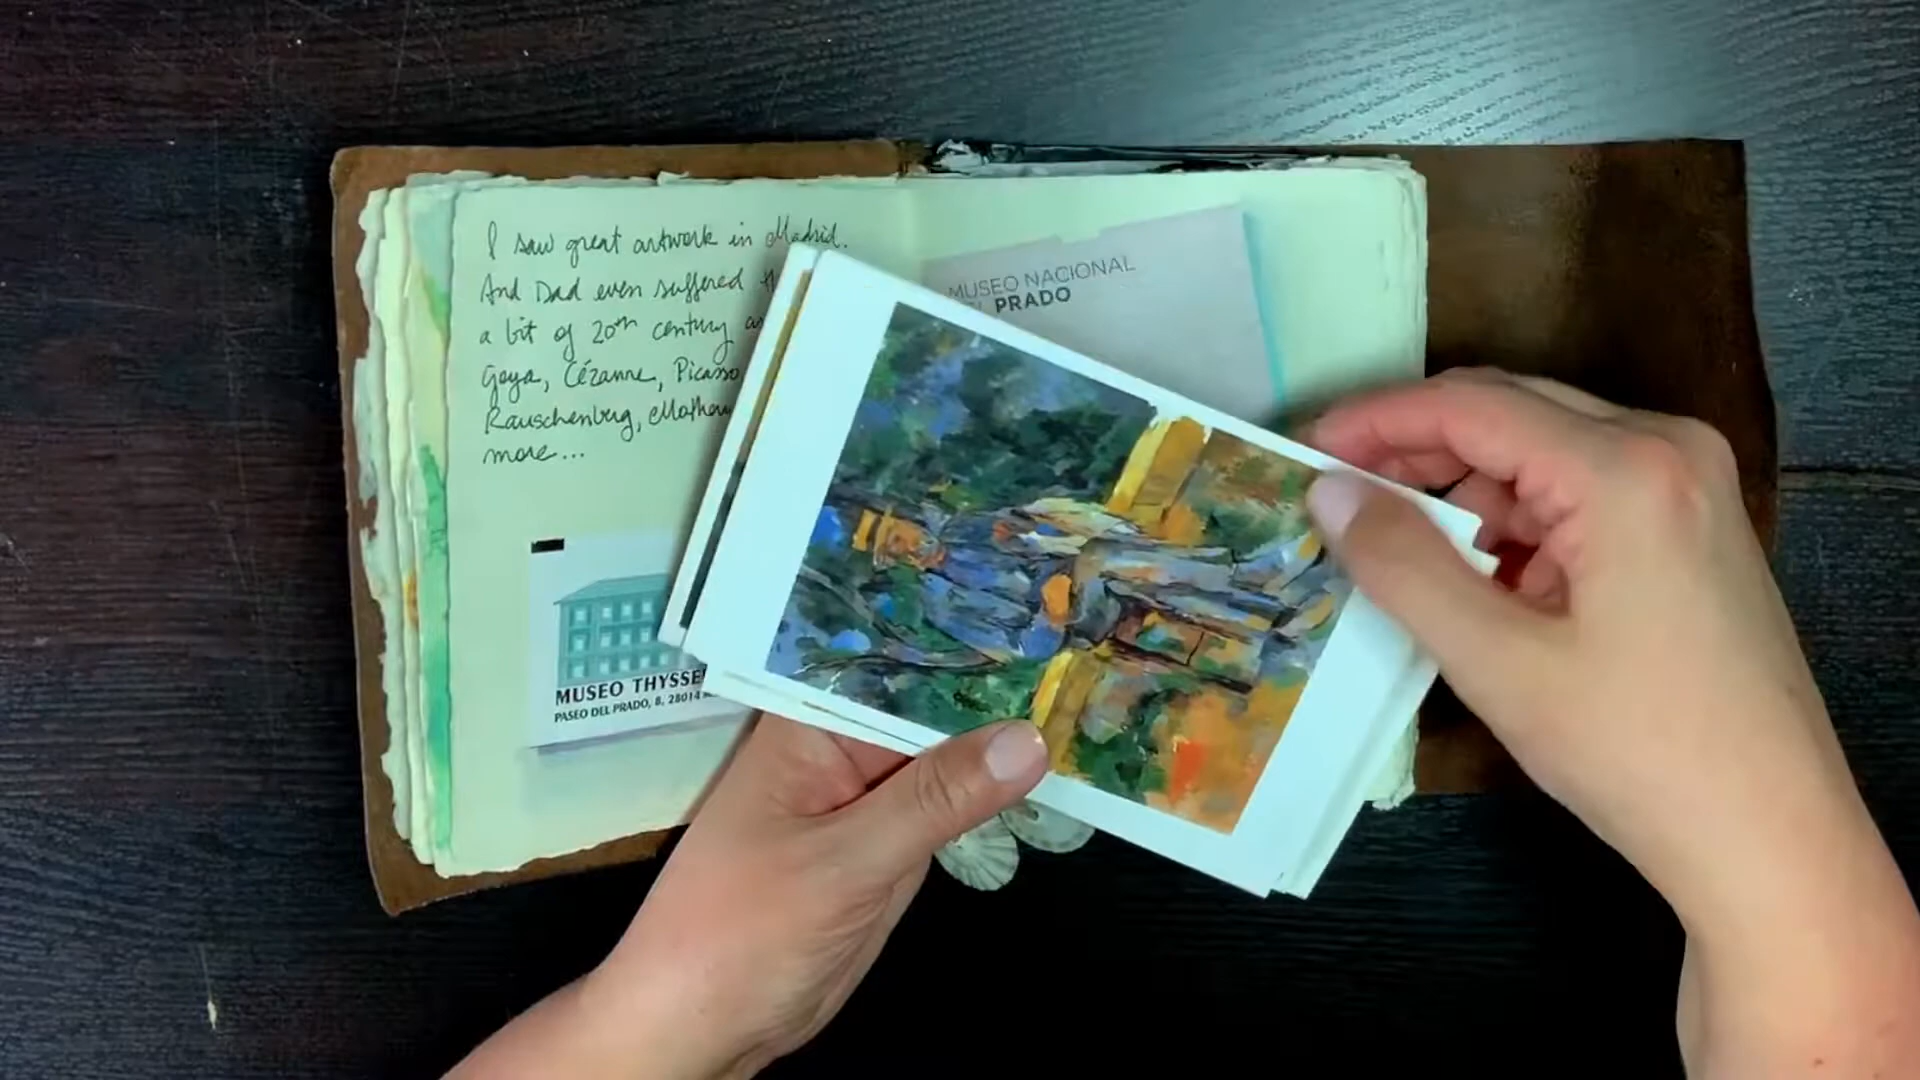 I saw great artwork in Madrid.
And Dad even suffered
a bit of 20th century
Goya, Cézanne, Picasso
Rauschenberg,
more...
MUSEO NACIONAL
PRADO
MUSEO THYSSE
PASEO DEL PRADO, 8, 28014